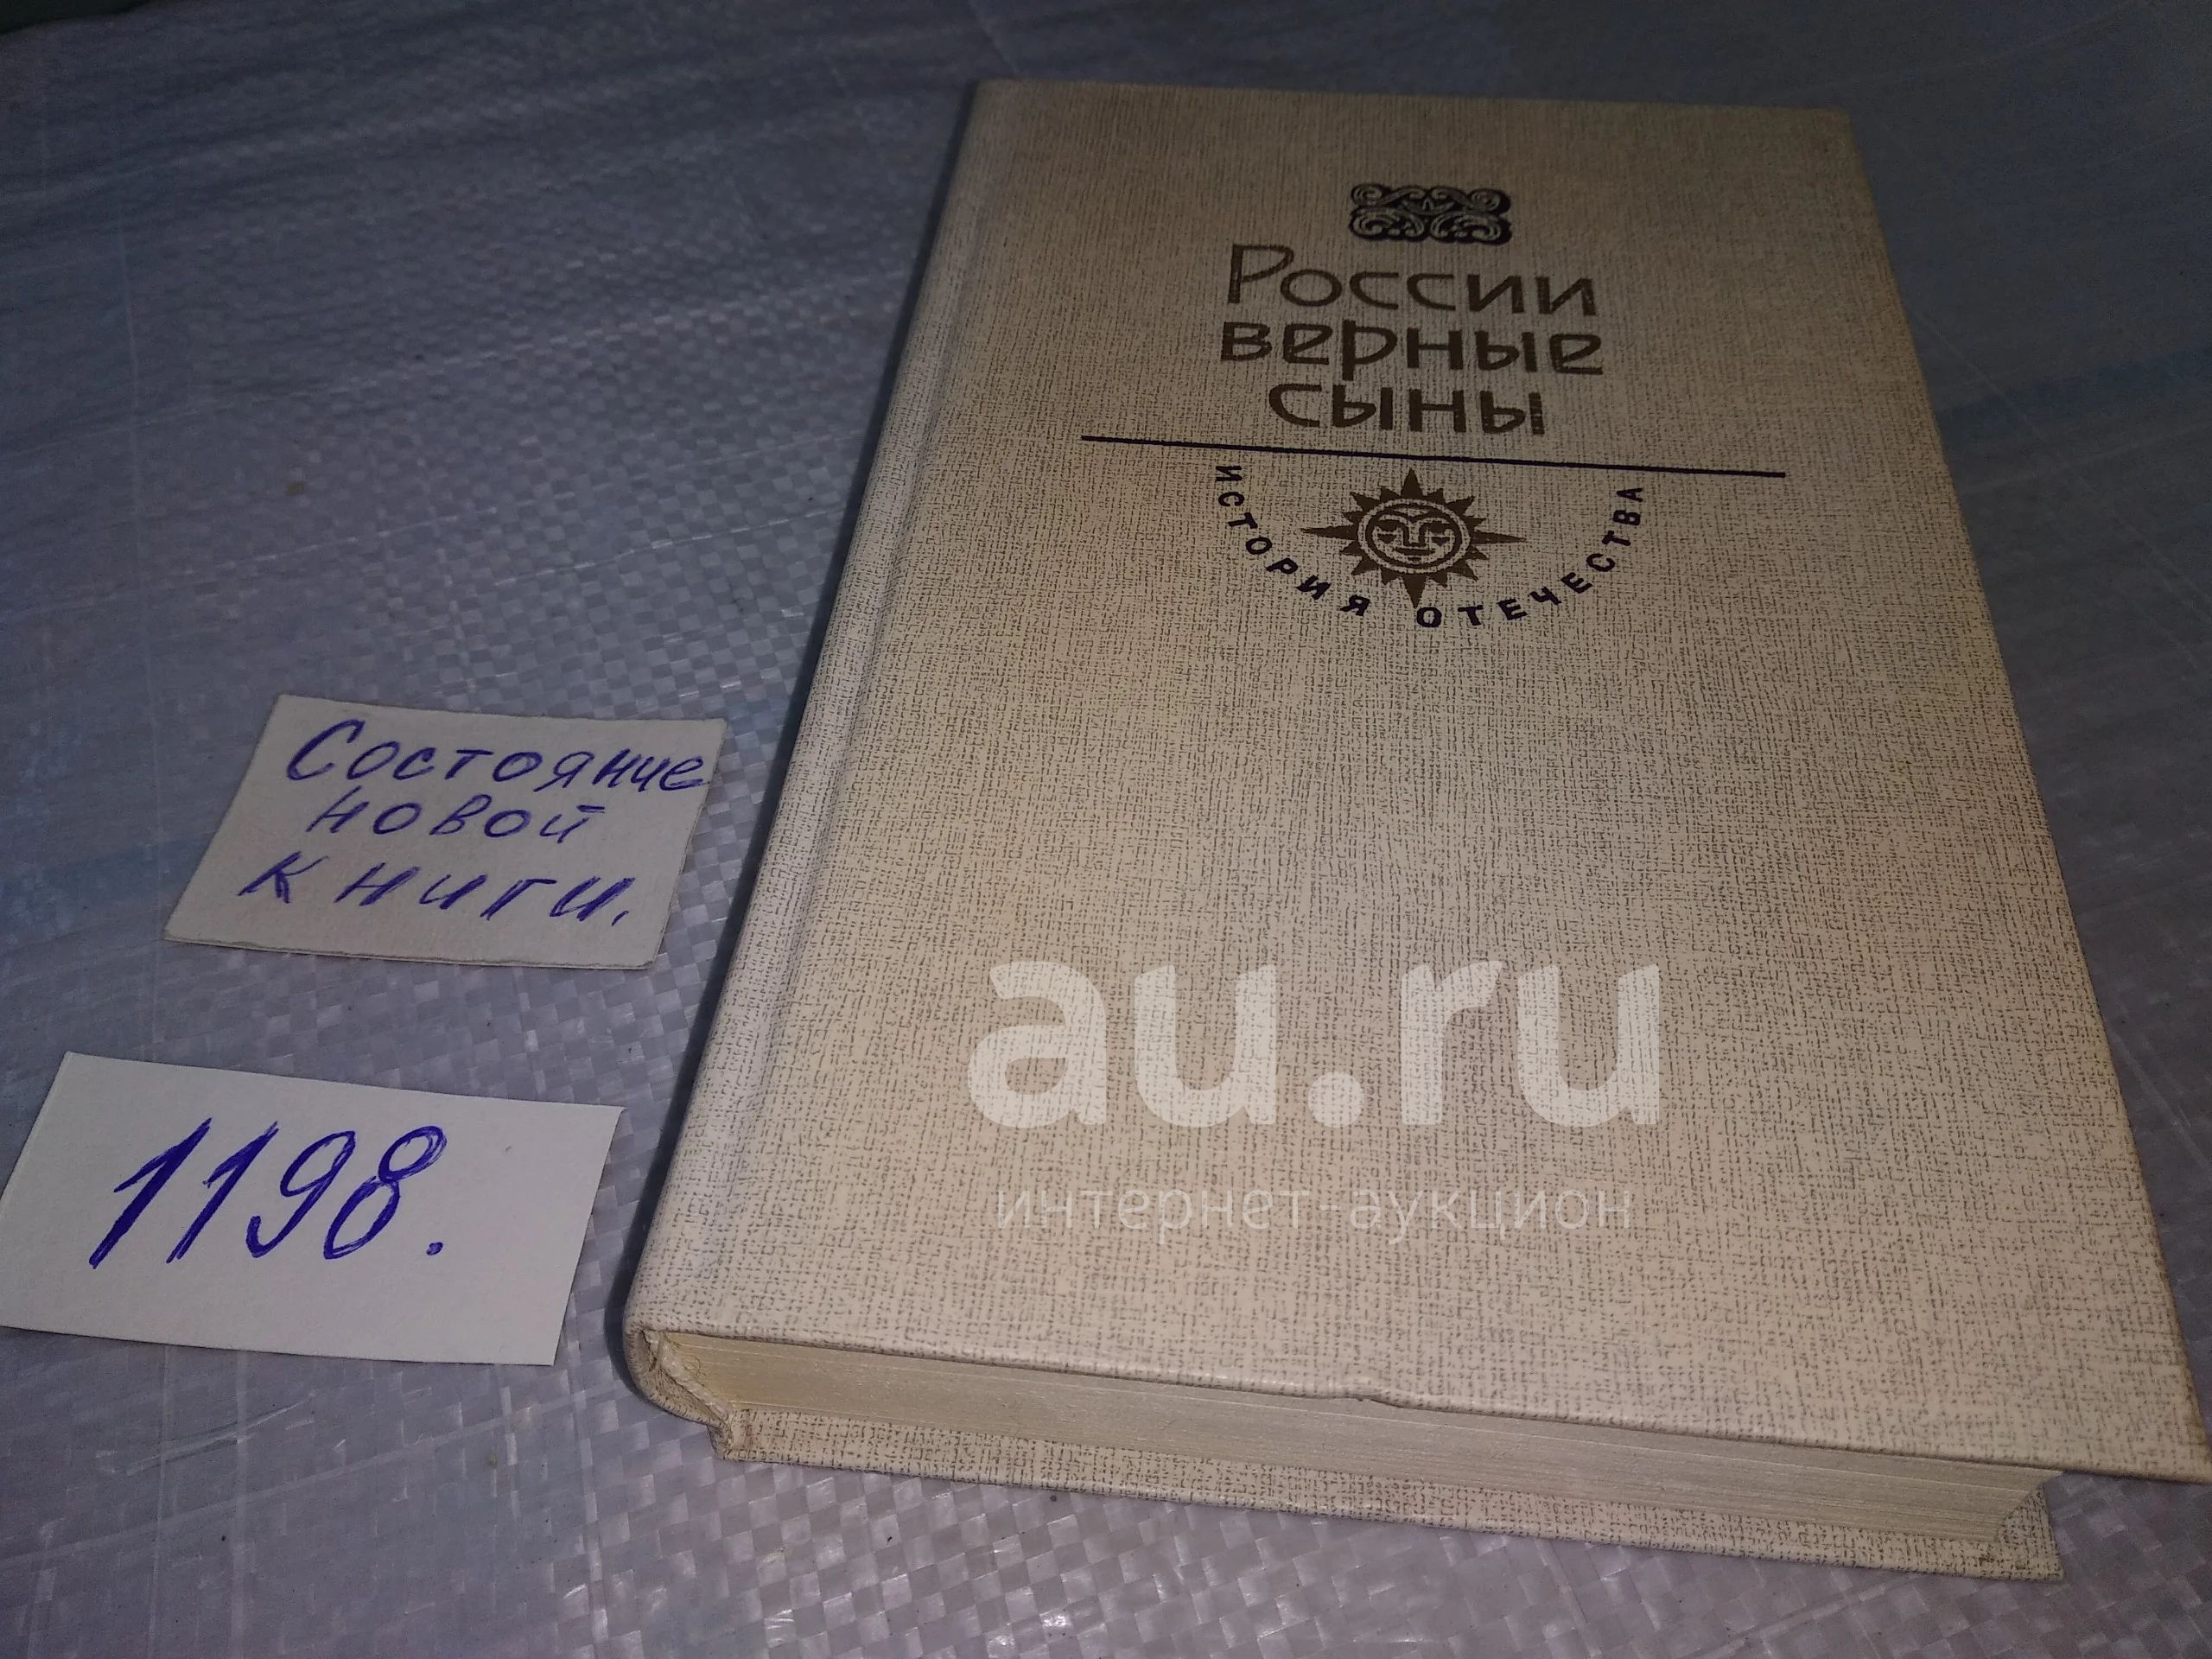 России
верные
сыны
ИСТОРИЯ ОТЕЧЕСТВА
Состояние
новой
книги.
1198.
au.ru
интернет-аукцион